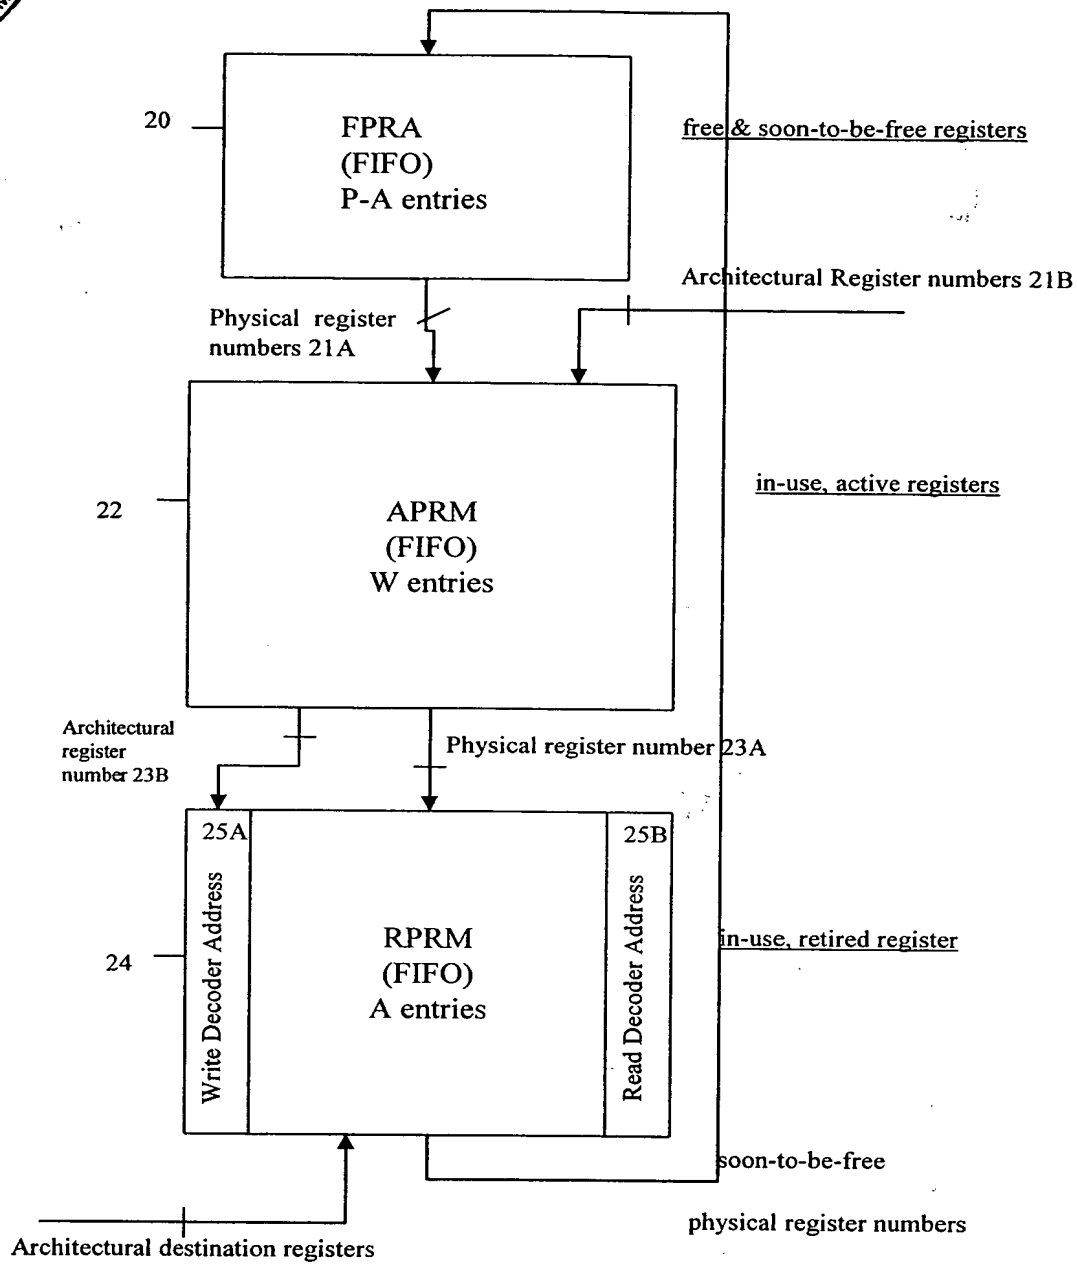 20
FPRA
(FIFO)
P-A entries
free & soon-to-be-free registers
Architectural Register numbers 21B
Physical register
numbers 21A
22
APRM
(FIFO)
W entries
in-use, active registers
Architectural
register
number 23B
Physical register number 23A
25A
Write Decoder Address
24
RPRM
(FIFO)
A entries
25B
Read Decoder Address
in-use, retired register
soon-to-be-free
physical register numbers
Architectural destination registers